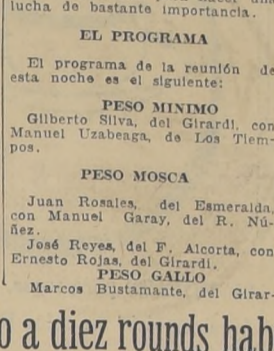 lucha de bastante importancia.
EL PROGRAMA
El programa de la reunión de
esta noche es el siguiente:
PESO MINIMO
Gilberto Silva, del Girardi, con
Manuel Uzabeaga, de Los Tiem-
pos.
PESO MOSCA
Juan Rosales, del Esmeralda,
con Manuel Garay, del R. Nú-
ñez.
José Reyes, del F. Alcorta, con
Ernesto Rojas, del Girardi.
PESO GALLO
Marcos Bustamante, del Girar-
o a diez rounds hab